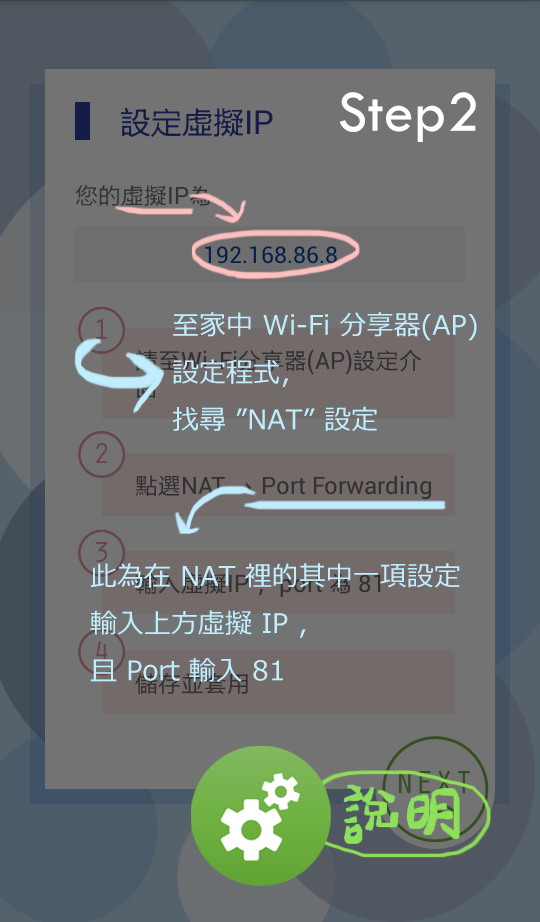 Step2
設定虛擬IP
您的虛擬IP為
192.168.86.8
至家中 Wi-Fi 分享器(AP)
設定程式,
找尋 ”NAT” 設定
1
請至Wi-Fi分享器(AP)設定介
面
2
點選NAT → Port Forwarding
此為在 NAT 裡的其中一項設定
輸入上方虛擬 IP ,
且 Port 輸入 81
3
輸入虛擬IP , port 為 81
4
儲存並套用
NEXT
說明